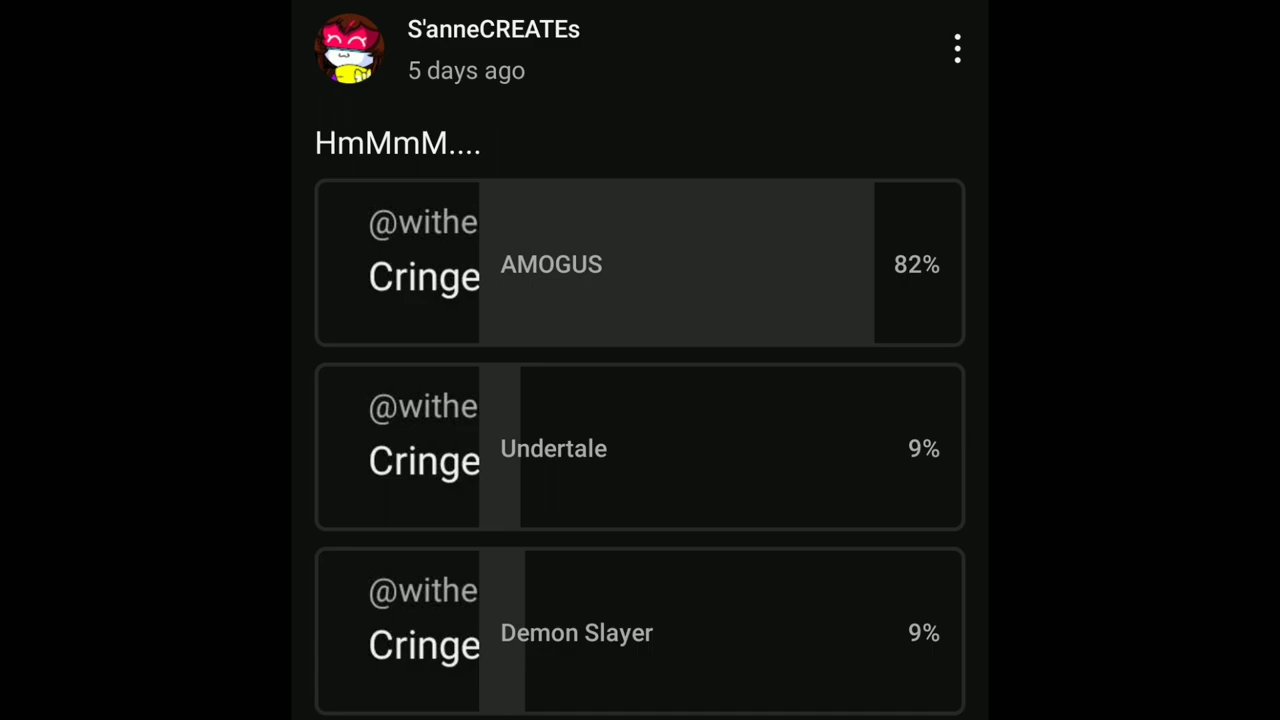 S'anneCREATEs
5 days ago
HmMmM....
@withe
Cringe
AMOGUS
82%
@withe
Cringe
Undertale
9%
@withe
Cringe
Demon Slayer
9%